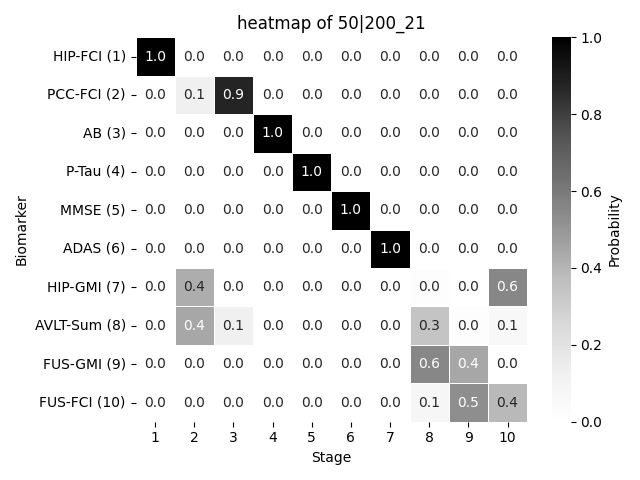 heatmap of 50|200_21
HIP-FCI (1) 1.0 0.0 0.0 0.0 0.0 0.0 0.0 0.0 0.0 0.0
PCC-FCI (2) 0.0 0.1 0.9 0.0 0.0 0.0 0.0 0.0 0.0 0.0
AB (3) 0.0 0.0 0.0 1.0 0.0 0.0 0.0 0.0 0.0 0.0
P-Tau (4) 0.0 0.0 0.0 0.0 1.0 0.0 0.0 0.0 0.0 0.0
MMSE (5) 0.0 0.0 0.0 0.0 0.0 1.0 0.0 0.0 0.0 0.0
ADAS (6) 0.0 0.0 0.0 0.0 0.0 0.0 1.0 0.0 0.0 0.0
HIP-GMI (7) 0.0 0.4 0.0 0.0 0.0 0.0 0.0 0.0 0.0 0.6
AVLT-Sum (8) 0.0 0.4 0.1 0.0 0.0 0.0 0.0 0.3 0.0 0.1
FUS-GMI (9) 0.0 0.0 0.0 0.0 0.0 0.0 0.0 0.6 0.4 0.0
FUS-FCI (10) 0.0 0.0 0.0 0.0 0.0 0.0 0.0 0.1 0.5 0.4
1 2 3 4 5 6 7 8 9 10
Stage
Biomarker
1.0
0.8
0.6
0.4
0.2
0.0
Probability